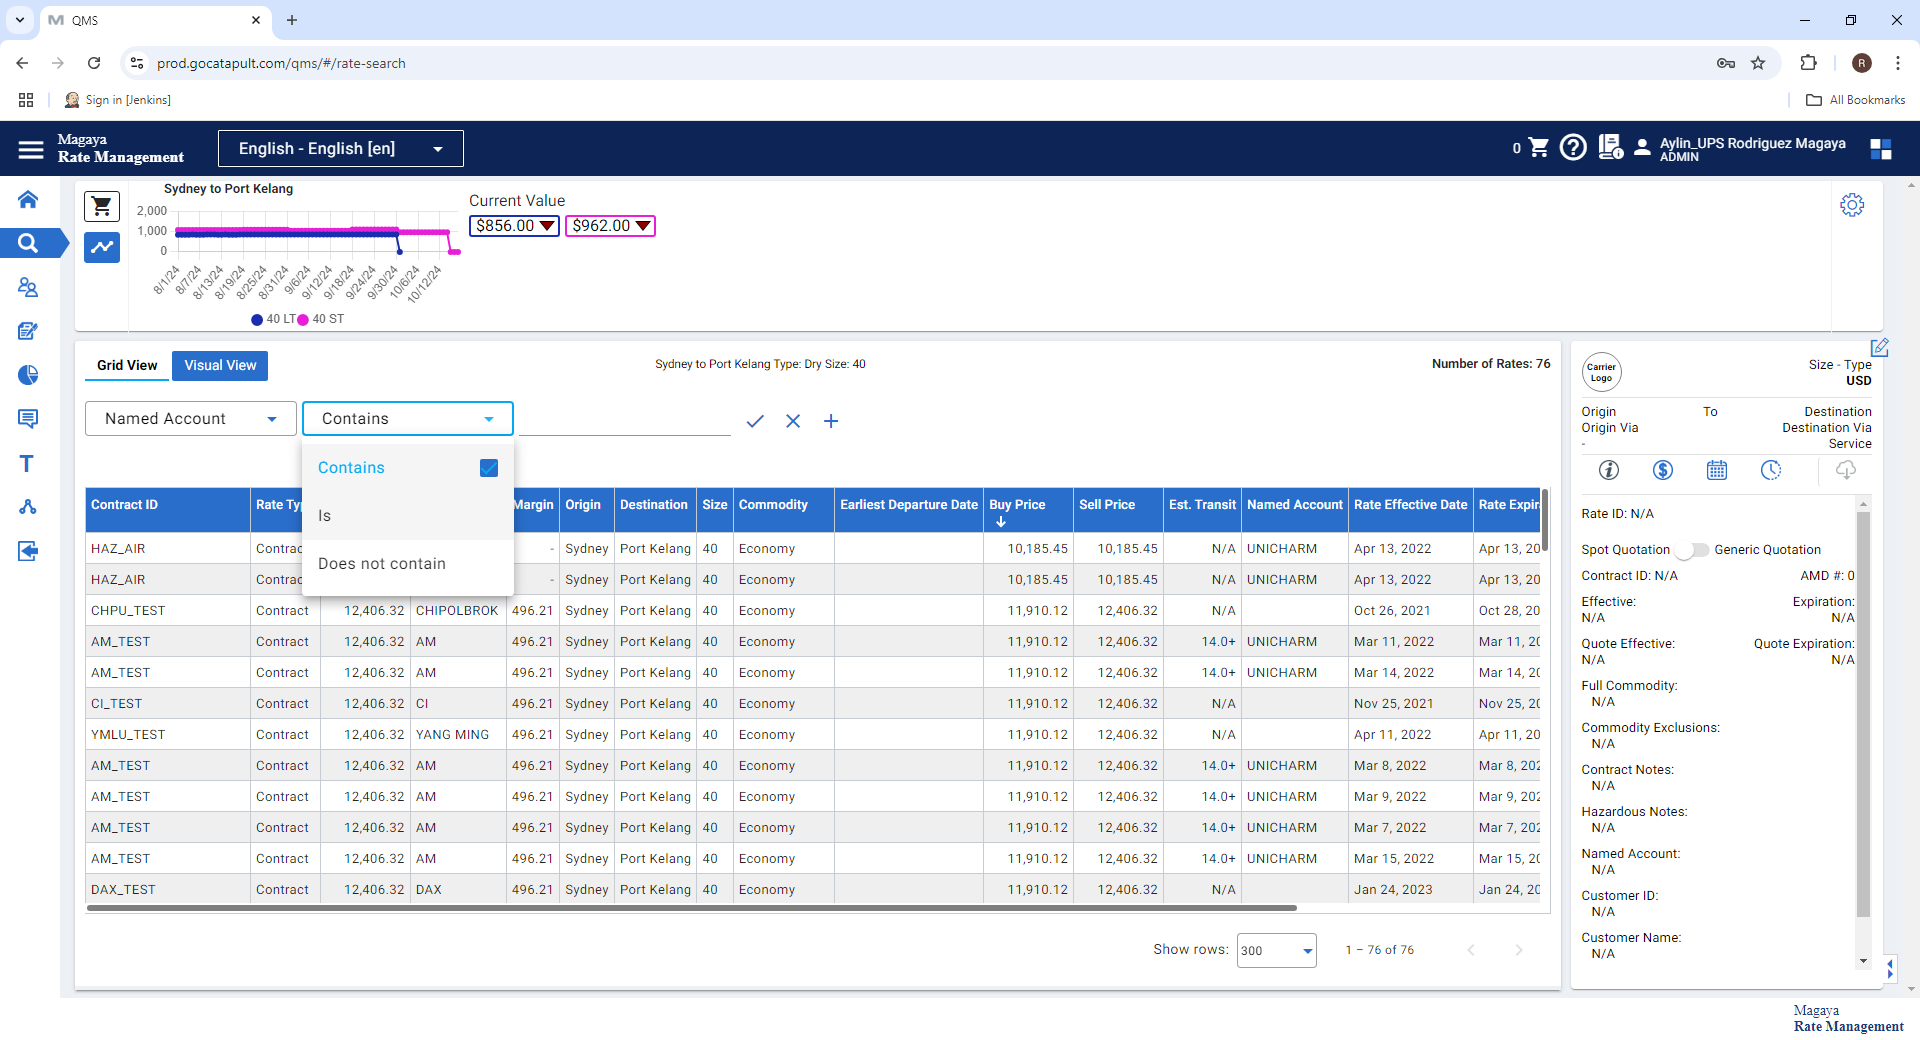 QMS
prod.gocatapult.com/qms/#/rate-search
R
Sign in [Jenkins]
All Bookmarks
Magaya
Rate Management
English - English [en]
0
Aylin_UPS Rodriguez Magaya
ADMIN
Sydney to Port Kelang
2,000
1,000
0
8/1/24
8/7/24
8/13/24
8/19/24
8/25/24
8/31/24
9/6/24
9/12/24
9/18/24
9/24/24
9/30/24
10/6/24
10/12/24
40 LT 40 ST
Current Value
$856.00 $962.00
Grid View Visual View
Sydney to Port Kelang Type: Dry Size: 40
Number of Rates: 76
Named Account Contains
Contains
Is
Does not contain
Contract ID Rate Ty Margin Origin Destination Size Commodity Earliest Departure Date Buy Price Sell Price Est. Transit Named Account Rate Effective Date Rate Expir
HAZ_AIR Contrac - Sydney Port Kelang 40 Economy 10,185.45 10,185.45 N/A UNICHARM Apr 13, 2022 Apr 13, 20
HAZ_AIR Contrac - Sydney Port Kelang 40 Economy 10,185.45 10,185.45 N/A UNICHARM Apr 13, 2022 Apr 13, 20
CHPU_TEST Contract 12,406.32 CHIPOLBROK 496.21 Sydney Port Kelang 40 Economy 11,910.12 12,406.32 N/A Oct 26, 2021 Oct 28, 20
AM_TEST Contract 12,406.32 AM 496.21 Sydney Port Kelang 40 Economy 11,910.12 12,406.32 14.0+ UNICHARM Mar 11, 2022 Mar 11, 20
AM_TEST Contract 12,406.32 AM 496.21 Sydney Port Kelang 40 Economy 11,910.12 12,406.32 14.0+ UNICHARM Mar 14, 2022 Mar 14, 20
CI_TEST Contract 12,406.32 CI 496.21 Sydney Port Kelang 40 Economy 11,910.12 12,406.32 N/A Nov 25, 2021 Nov 25, 20
YMLU_TEST Contract 12,406.32 YANG MING 496.21 Sydney Port Kelang 40 Economy 11,910.12 12,406.32 N/A Apr 11, 2022 Apr 11, 20
AM_TEST Contract 12,406.32 AM 496.21 Sydney Port Kelang 40 Economy 11,910.12 12,406.32 14.0+ UNICHARM Mar 8, 2022 Mar 8, 202
AM_TEST Contract 12,406.32 AM 496.21 Sydney Port Kelang 40 Economy 11,910.12 12,406.32 14.0+ UNICHARM Mar 9, 2022 Mar 9, 202
AM_TEST Contract 12,406.32 AM 496.21 Sydney Port Kelang 40 Economy 11,910.12 12,406.32 14.0+ UNICHARM Mar 7, 2022 Mar 7, 202
AM_TEST Contract 12,406.32 AM 496.21 Sydney Port Kelang 40 Economy 11,910.12 12,406.32 14.0+ UNICHARM Mar 15, 2022 Mar 15, 20
DAX_TEST Contract 12,406.32 DAX 496.21 Sydney Port Kelang 40 Economy 11,910.12 12,406.32 N/A Jan 24, 2023 Jan 24, 20
Show rows: 300 1 – 76 of 76
Carrier
Logo
Size - Type
USD
Origin To Destination
Origin Via Destination Via
- Service
Rate ID: N/A
Spot Quotation Generic Quotation
Contract ID: N/A AMD #: 0
Effective: Expiration:
N/A N/A
Quote Effective: Quote Expiration:
N/A N/A
Full Commodity:
N/A
Commodity Exclusions:
N/A
Contract Notes:
N/A
Hazardous Notes:
N/A
Named Account:
N/A
Customer ID:
N/A
Customer Name:
N/A
Magaya
Rate Management